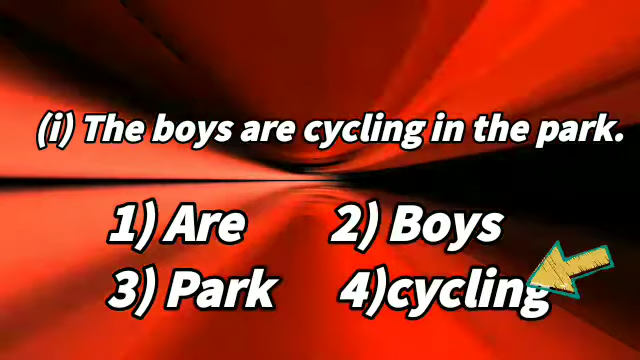 (i) The boys are cycling in the park.
1) Are 2) Boys
3) Park 4)cycling